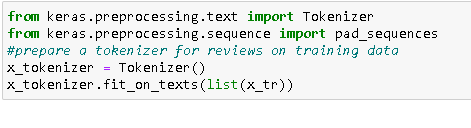 from keras.preprocessing.text import Tokenizer
from keras.preprocessing.sequence import pad_sequences
#prepare a tokenizer for reviews on training data
x_tokenizer = Tokenizer()
x_tokenizer.fit_on_texts(list(x_tr))